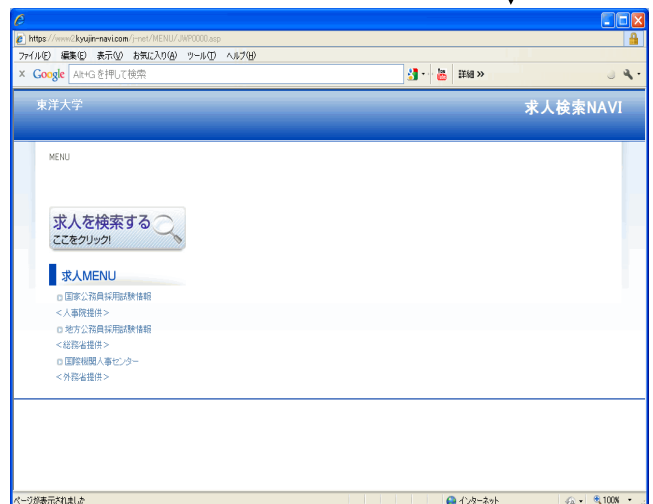 https://www2.kyujin-navi.com/j-net/MENU/JWP0000.asp
ファイル(F) 編集(E) 表示(V) お気に入り(A) ツール(T) ヘルプ(H)
x Google Alt+G を押して検索 詳細 »
東洋大学 求人検索NAVI
MENU
求人を検索する
ここをクリック!
求人MENU
国家公務員採用試験情報
<人事院提供>
地方公務員採用試験情報
<総務省提供>
国際機関人事センター
<外務省提供>
ページが表示されました インターネット 100%